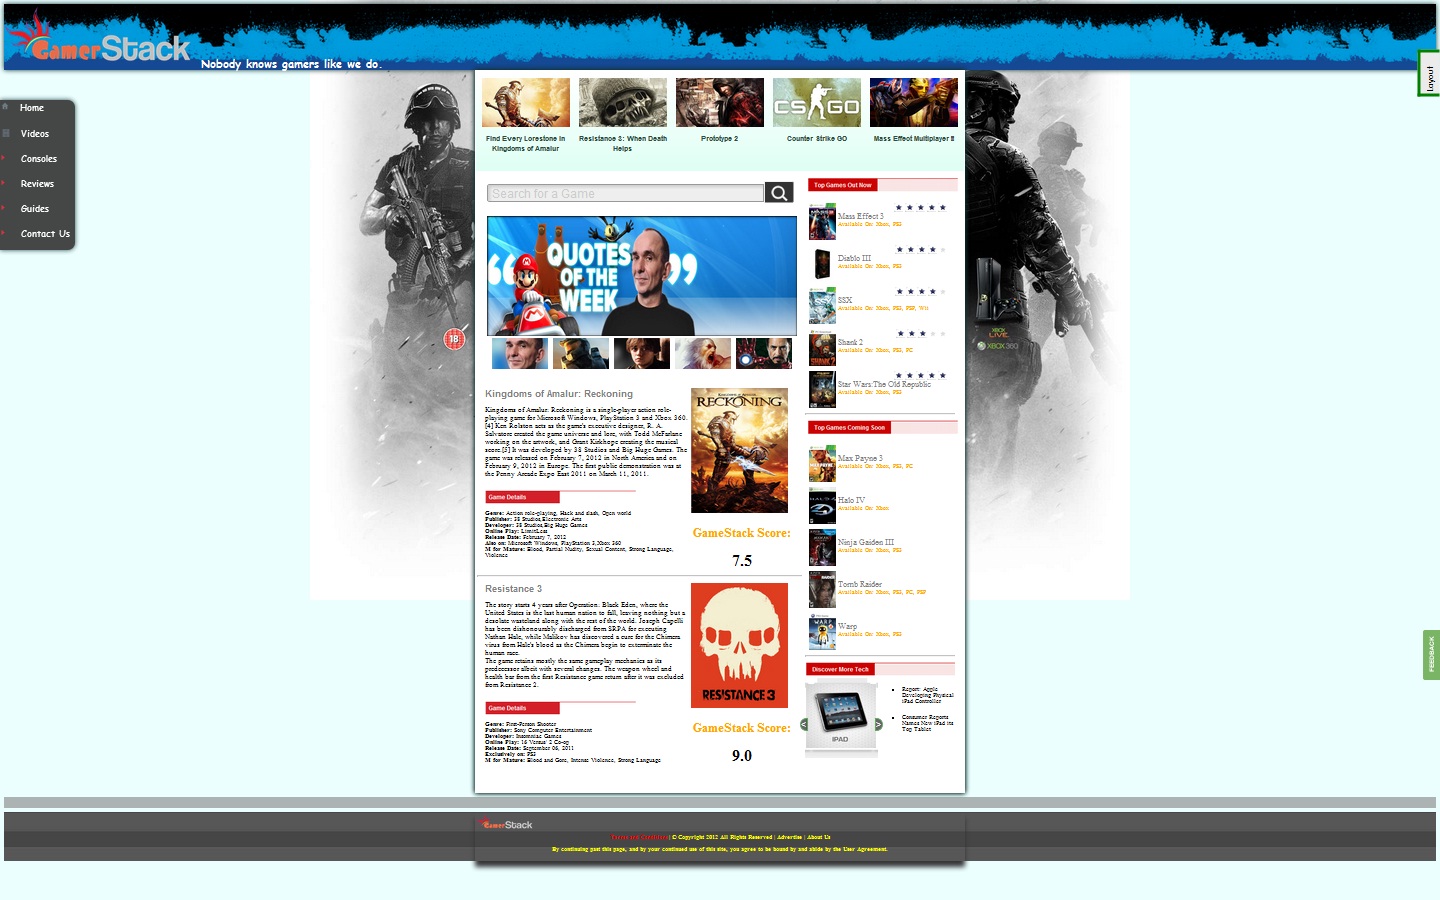 GamerStack
Nobody knows gamers like we do.
Layout
Home
Videos
Consoles
Reviews
Guides
Contact Us
CS GO
Find Every Lorestone in
Kingdoms of Amalur
Resistance 3: When Death
Helps
Prototype 2
Counter Strike GO
Mass Effect Multiplayer
Search for a Game
QUOTES
OF THE
WEEK
18
XBOX
LIVE
XBOX 360
Kingdoms of Amalur: Reckoning
Kingdoms of Amalur: Reckoning is a single-player action role-
playing game for Microsoft Windows, PlayStation 3 and Xbox 360.
[4] Ken Rolston acts as the game's executive designer, R. A.
Salvatore created the game universe and lore, with Todd McFarlane
working on the artwork, and Grant Kirkhope creating the musical
score.[5] It was developed by 38 Studios and Big Huge Games. The
game was released on February 7, 2012 in North America and on
February 9, 2012 in Europe. The first public demonstration was at
the Penny Arcade Expo East 2011 on March 11, 2011.
Game Details
Genre: Action role-playing, Hack and slash, Open world
Publisher: 38 Studios,Electronic Arts
Developer: 38 Studios,Big Huge Games
Online Play: LimitLess
Release Date: February 7, 2012
Also on: Microsoft Windows, PlayStation 3,Xbox 360
M for Mature: Blood, Partial Nudity, Sexual Content, Strong Language,
Violence
RECKONING
GameStack Score:
7.5
Resistance 3
The story starts 4 years after Operation: Black Eden, where the
United States is the last human nation to fall, leaving nothing but a
desolate wasteland along with the rest of the world. Joseph Capelli
has been dishonourably discharged from SRPA for executing
Nathan Hale, while Malikov has discovered a cure for the Chimera
virus from Hale's blood as the Chimera begin to exterminate the
human race.
The game retains mostly the same gameplay mechanics as its
predecessor albeit with several changes. The weapon wheel and
health bar from the first Resistance game return after it was excluded
from Resistance 2.
Game Details
Genre: First-Person Shooter
Publisher: Sony Computer Entertainment
Developer: Insomniac Games
Online Play: 16 Versus/ 2 Co-op
Release Date: September 06, 2011
Exclusively on: PS3
M for Mature: Blood and Gore, Intense Violence, Strong Language
RESISTANCE 3
GameStack Score:
9.0
Top Games Out Now
Mass Effect 3
Available On: Xbox, PS3
Diablo III
Available On: Xbox, PS3
SSX
Available On: Xbox, PS3, PSP, Wii
Shank 2
Available On: Xbox, PS3, PC
Star Wars:The Old Republic
Available On: Xbox, PS3
Top Games Coming Soon
Max Payne 3
Available On: Xbox, PS3, PC
Halo IV
Available On: Xbox
Ninja Gaiden III
Available On: Xbox, PS3
Tomb Raider
Available On: Xbox, PS3, PC, PSP
Warp
Available On: Xbox, PS3
Discover More Tech
<
>
IPAD
Report: Apple
Developing Physical
iPad Controller
Consumer Reports
Names New iPad its
Top Tablets
FEEDBACK
GamerStack
Terms and Conditions| © Copyright 2012 All Rights Reserved | Advertise | About Us
By continuing past this page, and by your continued use of this site, you agree to be bound by and abide by the User Agreement.